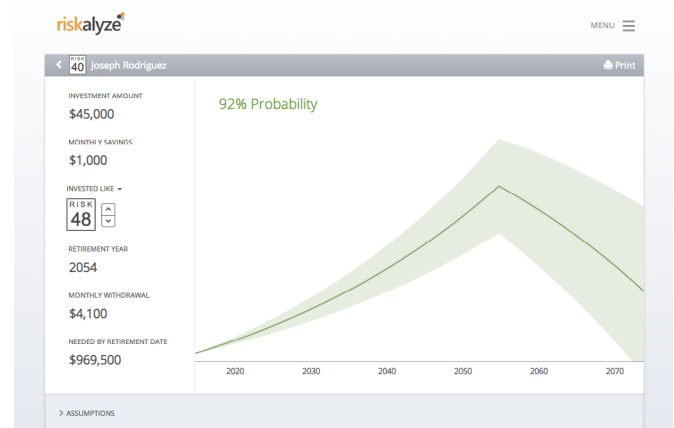 riskalyze
MENU
RISK
40 Joseph Rodriguez
Print
INVESTMENT AMOUNT
$45,000
MONTHLY SAVINGS
$1,000
INVESTED LIKE
RISK
48
RETIREMENT YEAR
2054
MONTHLY WITHDRAWAL
$4,100
NEEDED BY RETIREMENT DATE
$969,500
92% Probability
2020 2030 2040 2050 2060 2070
ASSUMPTIONS